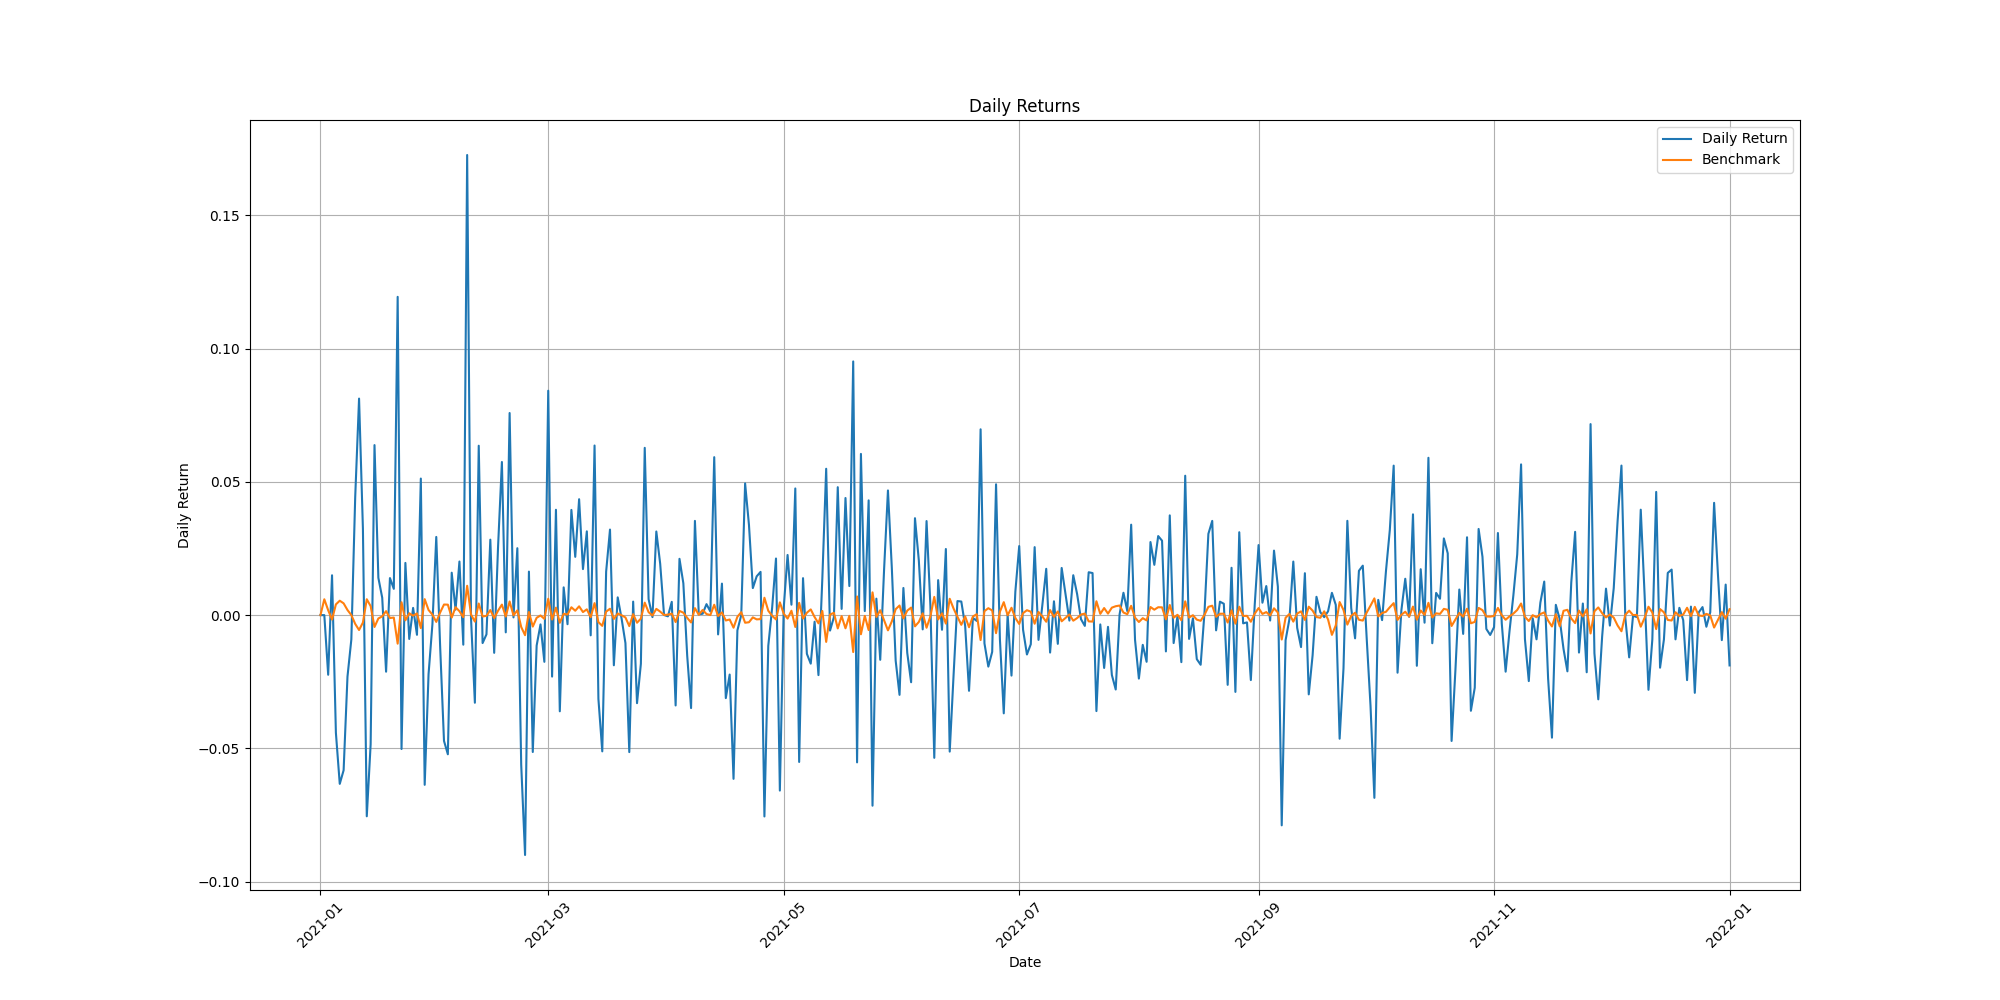 Daily Returns
Daily Return
Benchmark
Daily Return
0.15
0.10
0.05
0.00
−0.05
−0.10
2021-01
2021-03
2021-05
2021-07
2021-09
2021-11
2022-01
Date